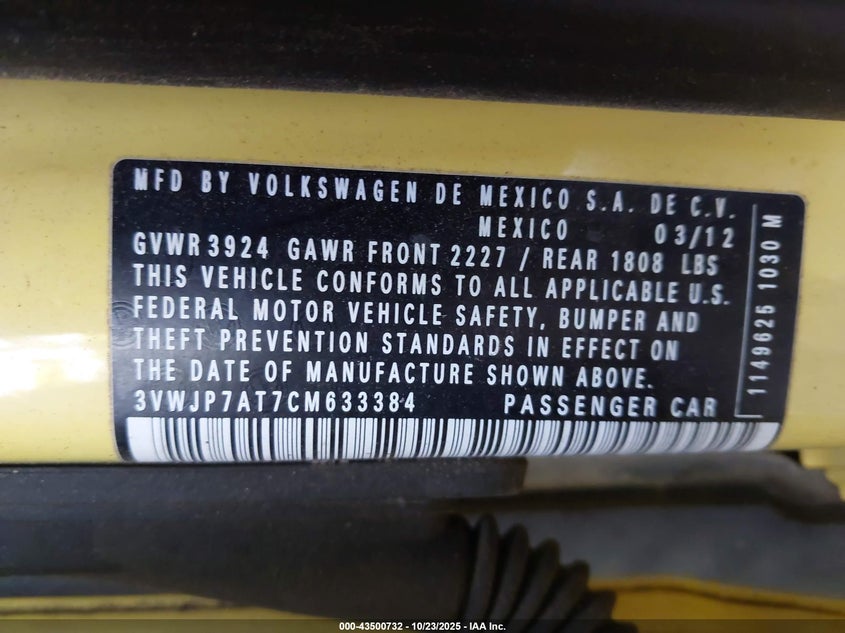 MFD BY VOLKSWAGEN DE MEXICO S.A. DE C.V.
MEXICO 03/12
GVWR 3924 GAWR FRONT 2227 / REAR 1808 LBS
THIS VEHICLE CONFORMS TO ALL APPLICABLE U.S.
FEDERAL MOTOR VEHICLE SAFETY, BUMPER AND
THEFT PREVENTION STANDARDS IN EFFECT ON
THE DATE OF MANUFACTURE SHOWN ABOVE.
3VWJP7AT7CM633384 PASSENGER CAR
1149625 1030 M
000-43500732 - 10/23/2025 - IAA Inc.